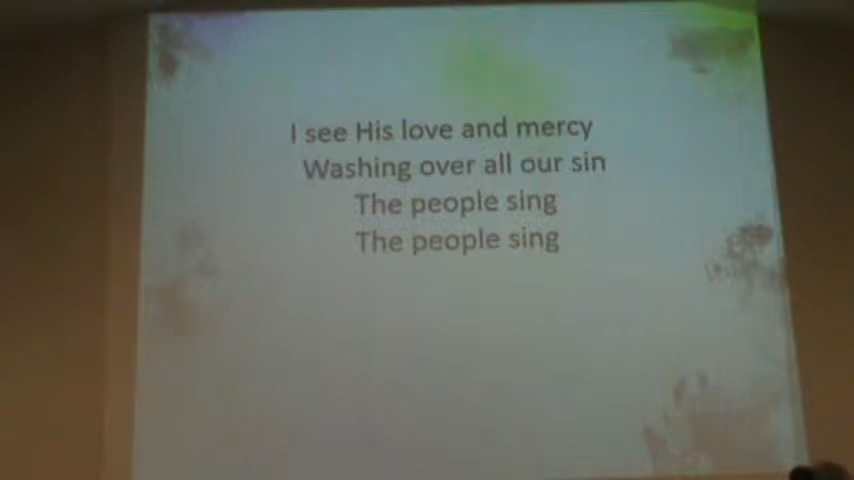 I see His love and mercy
Washing over all our sin
The people sing
The people sing